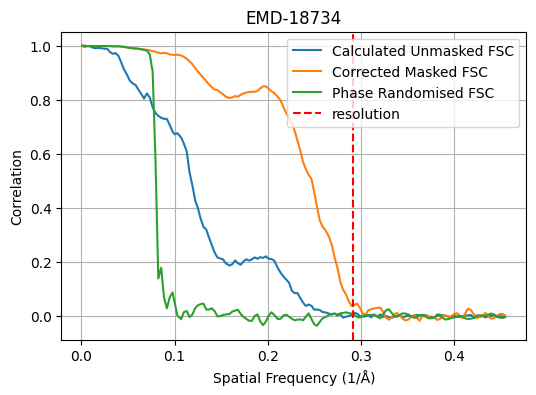 EMD-18734
Calculated Unmasked FSC
Corrected Masked FSC
Phase Randomised FSC
resolution
Correlation
1.0
0.8
0.6
0.4
0.2
0.0
0.0 0.1 0.2 0.3 0.4
Spatial Frequency (1/Å)